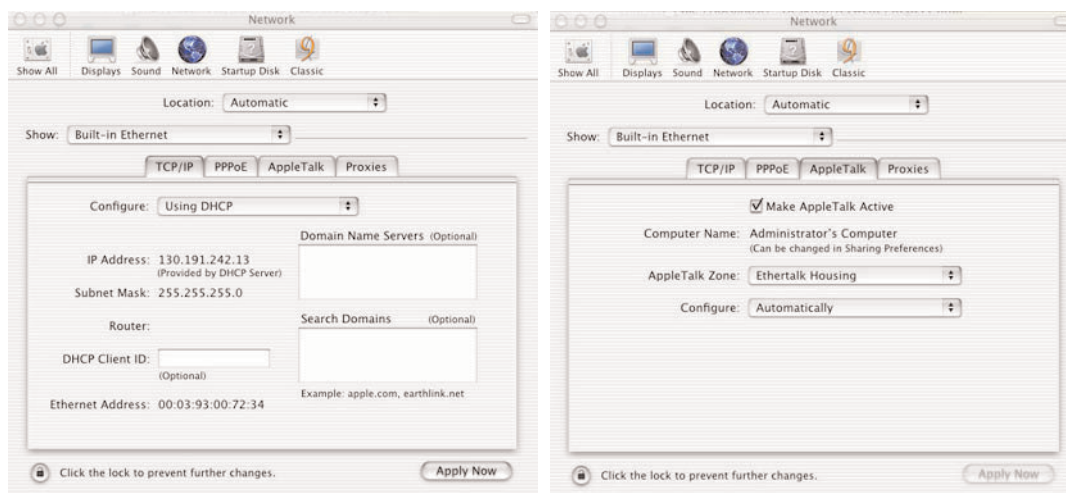 Network
Show All Displays Sound Network Startup Disk Classic
Location: Automatic
Show: Built-in Ethernet
TCP/IP PPPoE AppleTalk Proxies
Configure: Using DHCP
Domain Name Servers (Optional)
IP Address: 130.191.242.13
(Provided by DHCP Server)
Subnet Mask: 255.255.255.0
Search Domains (Optional)
Router:
DHCP Client ID:
(Optional)
Example: apple.com, earthlink.net
Ethernet Address: 00:03:93:00:72:34
Click the lock to prevent further changes.
Apply Now
Network
Show All Displays Sound Network Startup Disk Classic
Location: Automatic
Show: Built-in Ethernet
TCP/IP PPPoE AppleTalk Proxies
Make AppleTalk Active
Computer Name: Administrator's Computer
(Can be changed in Sharing Preferences)
AppleTalk Zone: Ethertalk Housing
Configure: Automatically
Click the lock to prevent further changes.
Apply Now